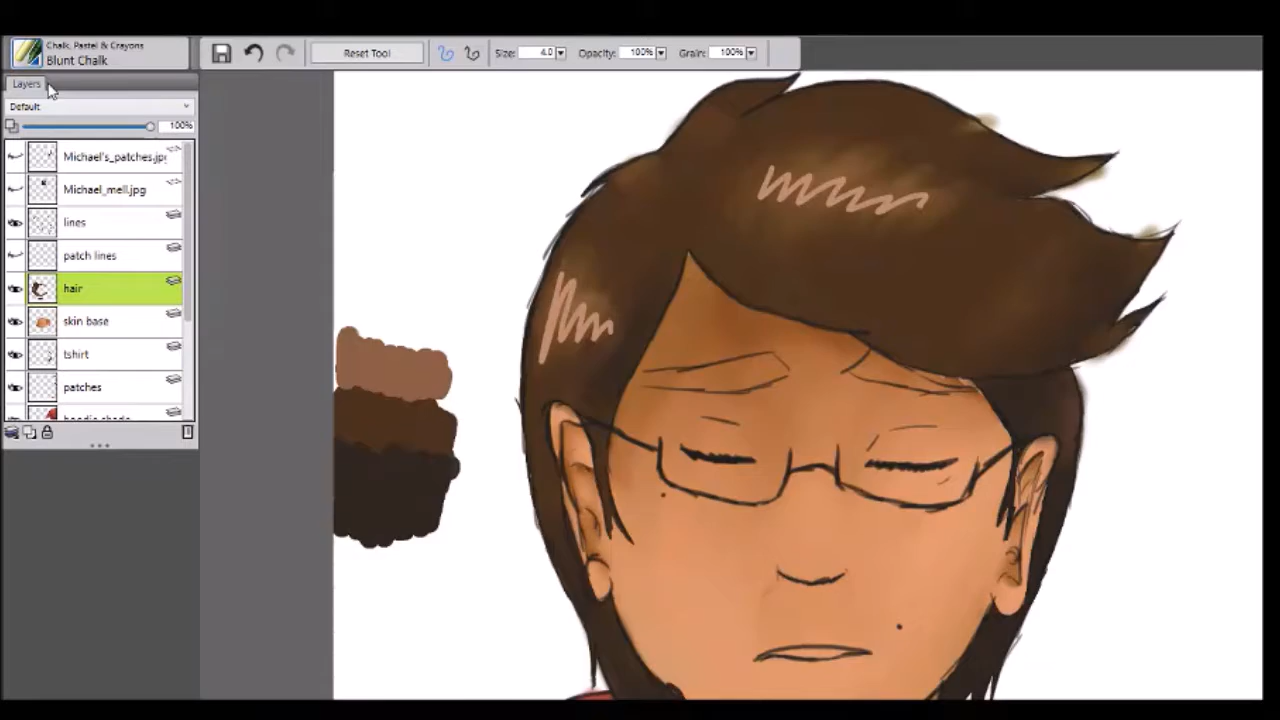 Chalk, Pastel & Crayons
Blunt Chalk
Reset Tool
Size: 4.0
Opacity: 100%
Grain: 100%
Layers
Default
100%
Michael's_patches.jp
Michael_mell.jpg
lines
patch lines
hair
skin base
tshirt
patches
hoodie shade